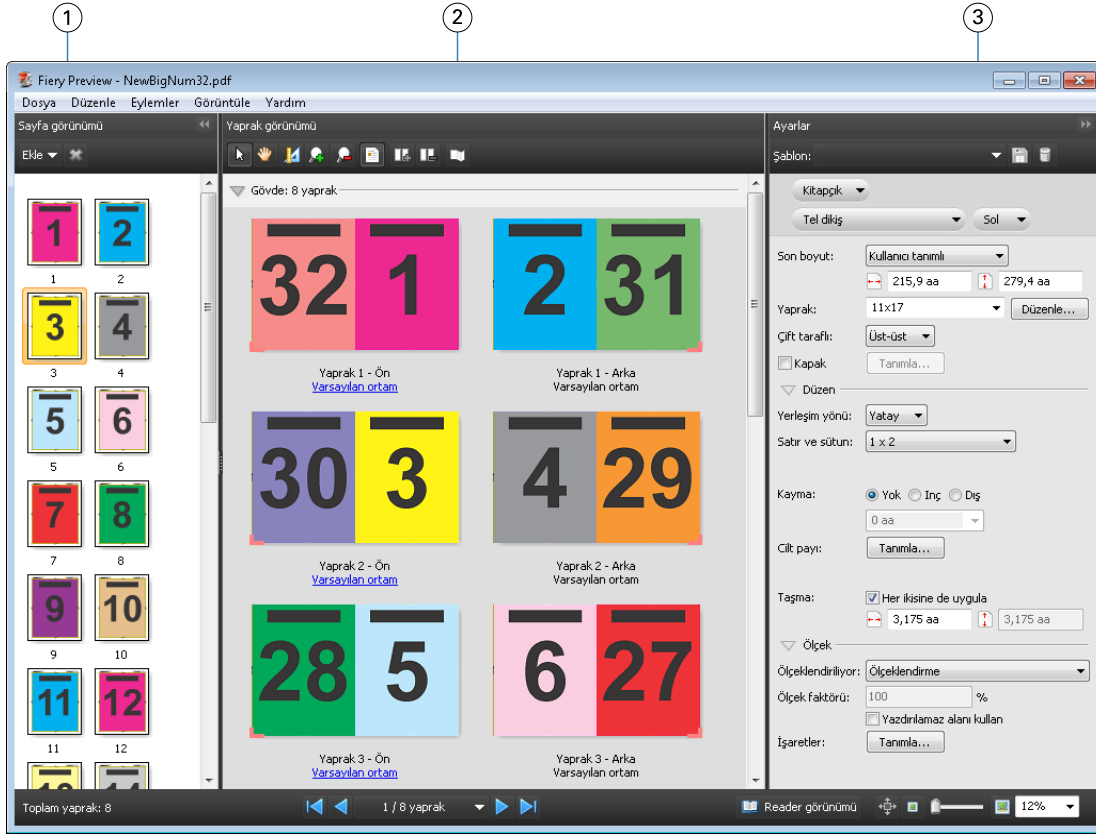 1
2
3
Fiery Preview - NewBigNum32.pdf
Dosya Düzenle Eylemler Görüntüle Yardım
Sayfa görünümü
Ekle
1
2
1
2
3
4
3
4
5
6
5
6
7
8
7
8
9
10
9
10
11
12
11
12
13
14
Toplam yaprak: 8
Yaprak görünümü
Gövde: 8 yaprak
32 1
2 31
Yaprak 1 - Ön
Varsayılan ortam
Yaprak 1 - Arka
Varsayılan ortam
30 3
4 29
Yaprak 2 - Ön
Varsayılan ortam
Yaprak 2 - Arka
Varsayılan ortam
28 5
6 27
Yaprak 3 - Ön
Varsayılan ortam
Yaprak 3 - Arka
Varsayılan ortam
1 / 8 yaprak
Ayarlar
Şablon:
Kitapçık
Tel dikiş
Sol
Son boyut: Kullanıcı tanımlı
215,9 aa 279,4 aa
Yaprak: 11x17 Düzenle...
Çift taraflı: Üst-üst
Kapak Tanımla...
Düzen
Yerleşim yönü: Yatay
Satır ve sütun: 1 x 2
Kayma: Yok Inç Dış
0 aa
Cilt payı: Tanımla...
Taşma: Her ikisine de uygula
3,175 aa 3,175 aa
Ölçek
Ölçeklendiriliyor: Ölçeklendirme
Ölçek faktörü: 100 %
Yazdırılamaz alanı kullan
İşaretler: Tanımla...
Reader görünümü
12%